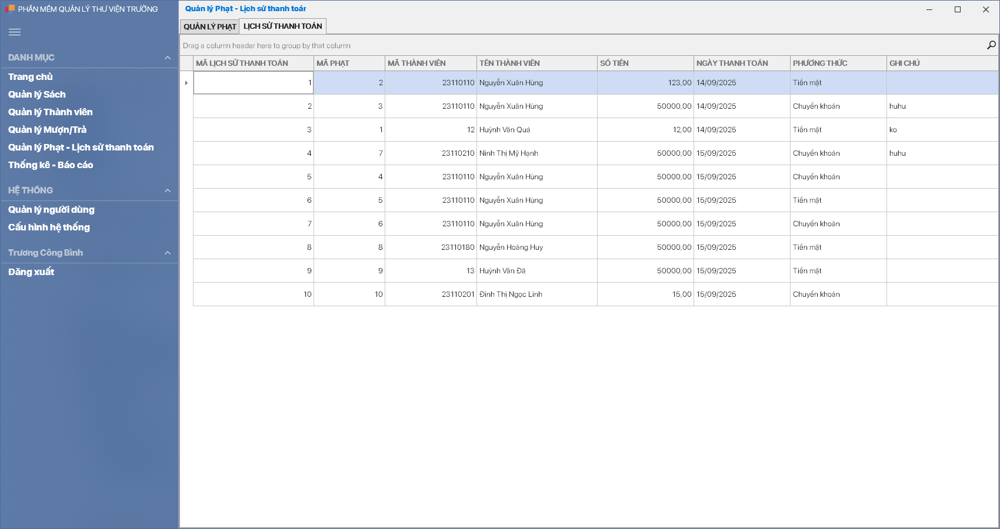 PHẦN MỀM QUẢN LÝ THƯ VIỆN TRƯỜNG
DANH MỤC
Trang chủ
Quản lý Sách
Quản lý Thành viên
Quản lý Mượn/Trả
Quản lý Phạt - Lịch sử thanh toán
Thống kê - Báo cáo
HỆ THỐNG
Quản lý người dùng
Cấu hình hệ thống
Trương Công Bình
Đăng xuất
Quản lý Phạt - Lịch sử thanh toán
QUẢN LÝ PHẠT LỊCH SỬ THANH TOÁN
Drag a column header here to group by that column
MÃ LỊCH SỬ THANH TOÁN MÃ PHẠT MÃ THÀNH VIÊN TÊN THÀNH VIÊN SỐ TIỀN NGÀY THANH TOÁN PHƯƠNG THỨC GHI CHÚ
1 2 23110110 Nguyễn Xuân Hùng 123,00 14/09/2025 Tiền mặt
2 3 23110110 Nguyễn Xuân Hùng 50000,00 14/09/2025 Chuyển khoản huhu
3 1 12 Huỳnh Văn Quá 12,00 14/09/2025 Tiền mặt ko
4 7 23110210 Ninh Thị Mỹ Hạnh 50000,00 15/09/2025 Chuyển khoản huhu
5 4 23110110 Nguyễn Xuân Hùng 50000,00 15/09/2025 Chuyển khoản
6 5 23110110 Nguyễn Xuân Hùng 50000,00 15/09/2025 Tiền mặt
7 6 23110110 Nguyễn Xuân Hùng 50000,00 15/09/2025 Chuyển khoản
8 8 23110180 Nguyễn Hoàng Huy 50000,00 15/09/2025 Tiền mặt
9 9 13 Huỳnh Văn Đã 50000,00 15/09/2025 Tiền mặt
10 10 23110201 Đinh Thị Ngọc Linh 15,00 15/09/2025 Chuyển khoản